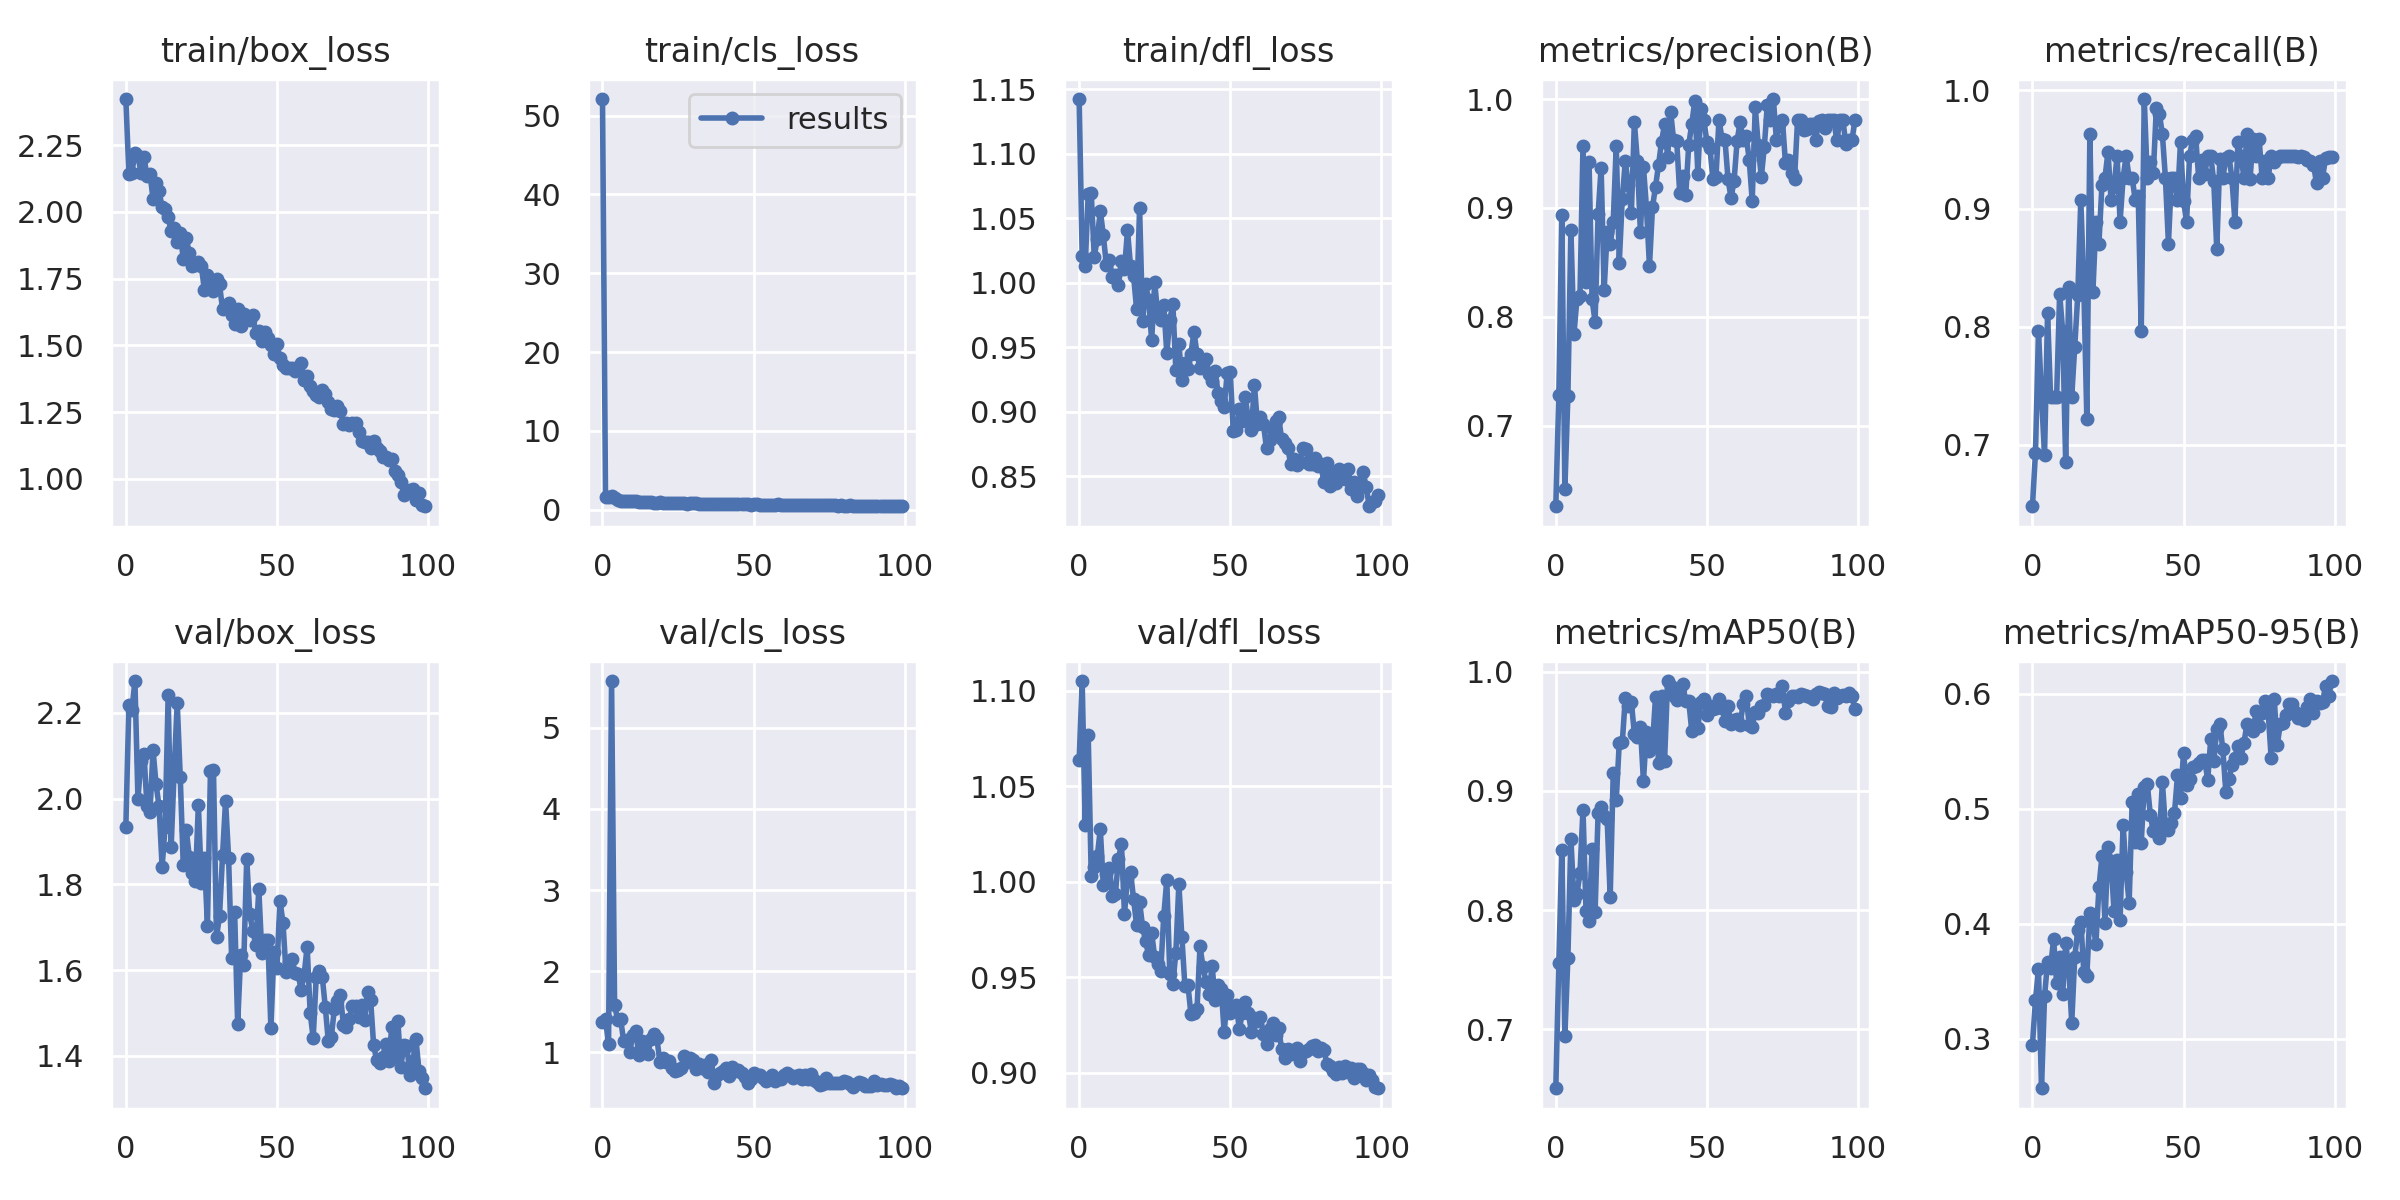 train/box_loss
train/cls_loss
train/dfl_loss
metrics/precision(B)
metrics/recall(B)
2.25
2.00
1.75
1.50
1.25
1.00
0 50 100
results
50
40
30
20
10
0
0 50 100
1.15
1.10
1.05
1.00
0.95
0.90
0.85
0 50 100
1.0
0.9
0.8
0.7
0 50 100
1.0
0.9
0.8
0.7
0 50 100
val/box_loss
val/cls_loss
val/dfl_loss
metrics/mAP50(B)
metrics/mAP50-95(B)
2.2
2.0
1.8
1.6
1.4
0 50 100
5
4
3
2
1
0 50 100
1.10
1.05
1.00
0.95
0.90
0 50 100
1.0
0.9
0.8
0.7
0 50 100
0.6
0.5
0.4
0.3
0 50 100